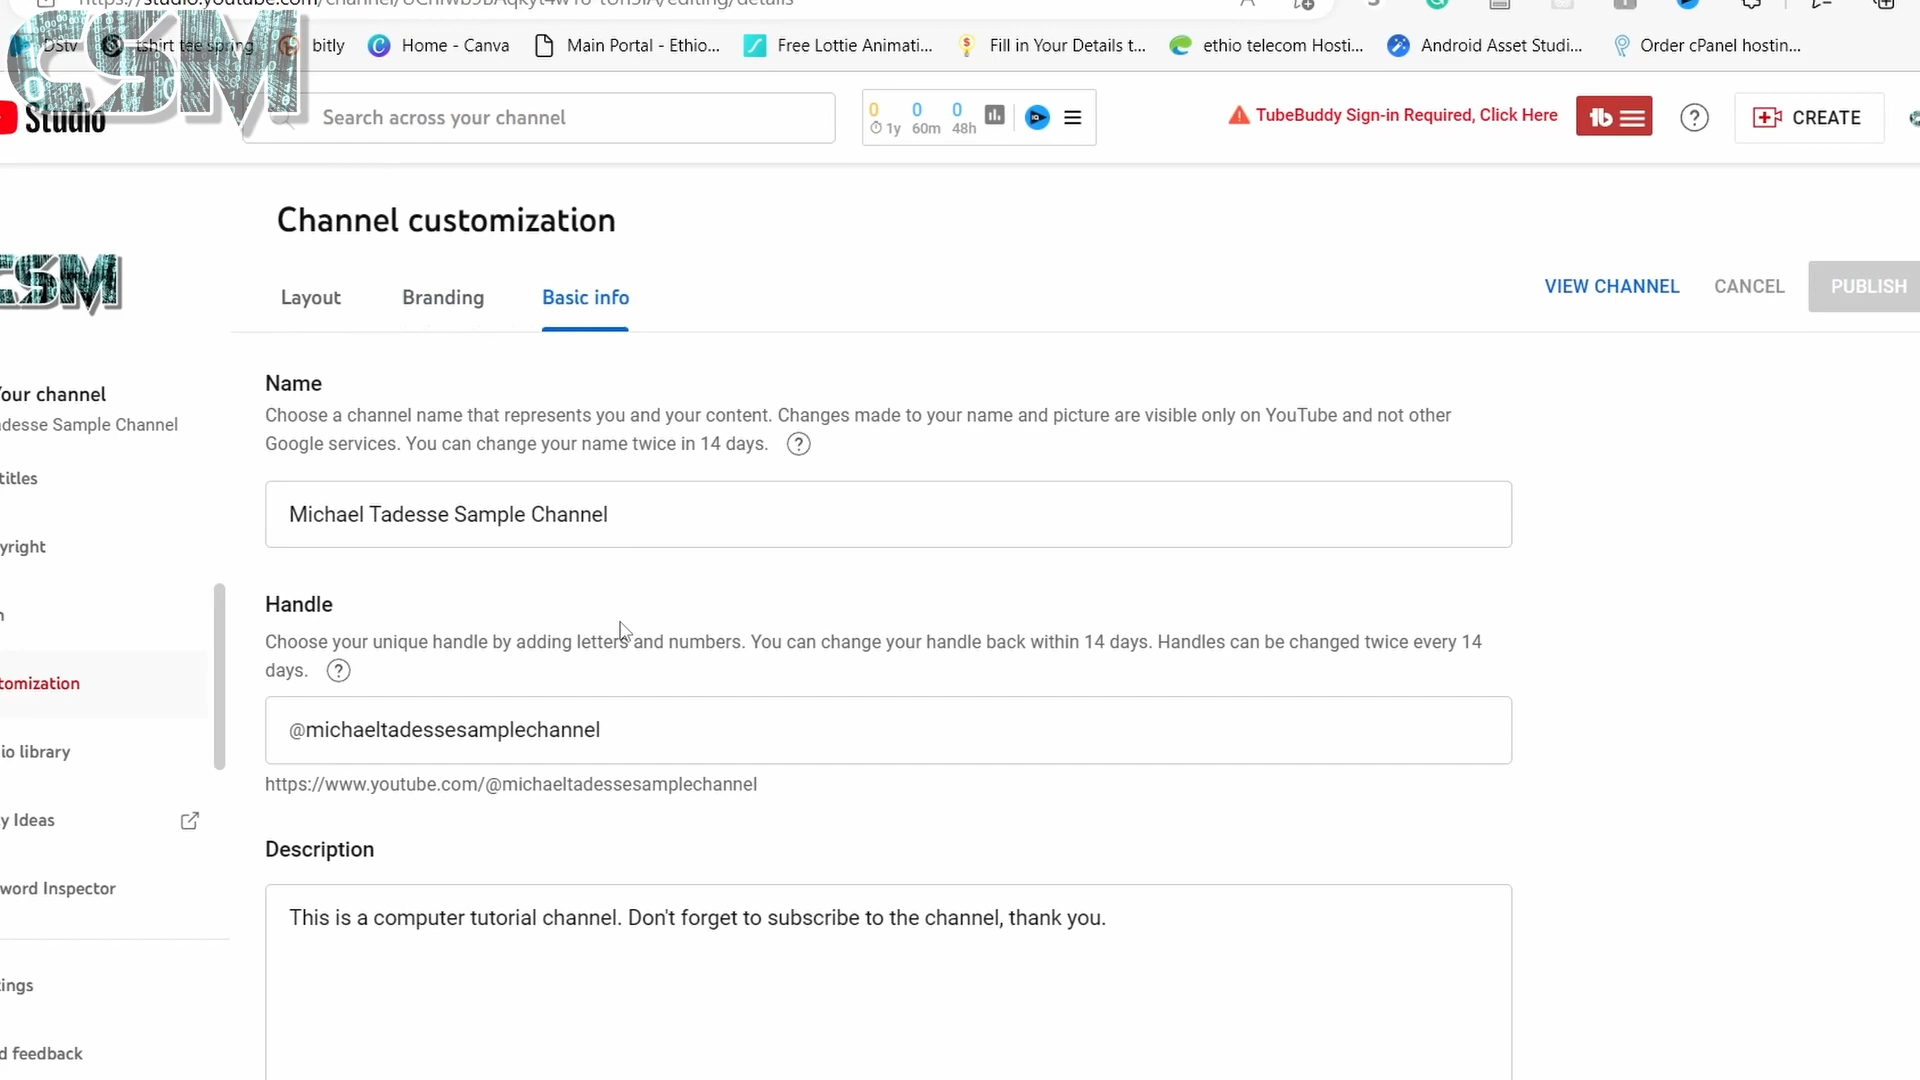 DStv
tshirt tee spring
bitly
Home - Canva
Main Portal - Ethio...
Free Lottie Animati...
Fill in Your Details t...
ethio telecom Hosti...
Android Asset Studi...
Order cPanel hostin...
CSM
Studio
Search across your channel
0 0 0
1y 60m 48h
TubeBuddy Sign-in Required, Click Here
tb
CREATE
Channel customization
CSM
Layout
Branding
Basic info
VIEW CHANNEL
CANCEL
PUBLISH
Your channel
adesse Sample Channel
titles
yright
n
tomization
io library
y Ideas
word Inspector
ings
d feedback
Name
Choose a channel name that represents you and your content. Changes made to your name and picture are visible only on YouTube and not other
Google services. You can change your name twice in 14 days.
Michael Tadesse Sample Channel
Handle
Choose your unique handle by adding letters and numbers. You can change your handle back within 14 days. Handles can be changed twice every 14
days.
@michaeltadessesamplechannel
https://www.youtube.com/@michaeltadessesamplechannel
Description
This is a computer tutorial channel. Don't forget to subscribe to the channel, thank you.